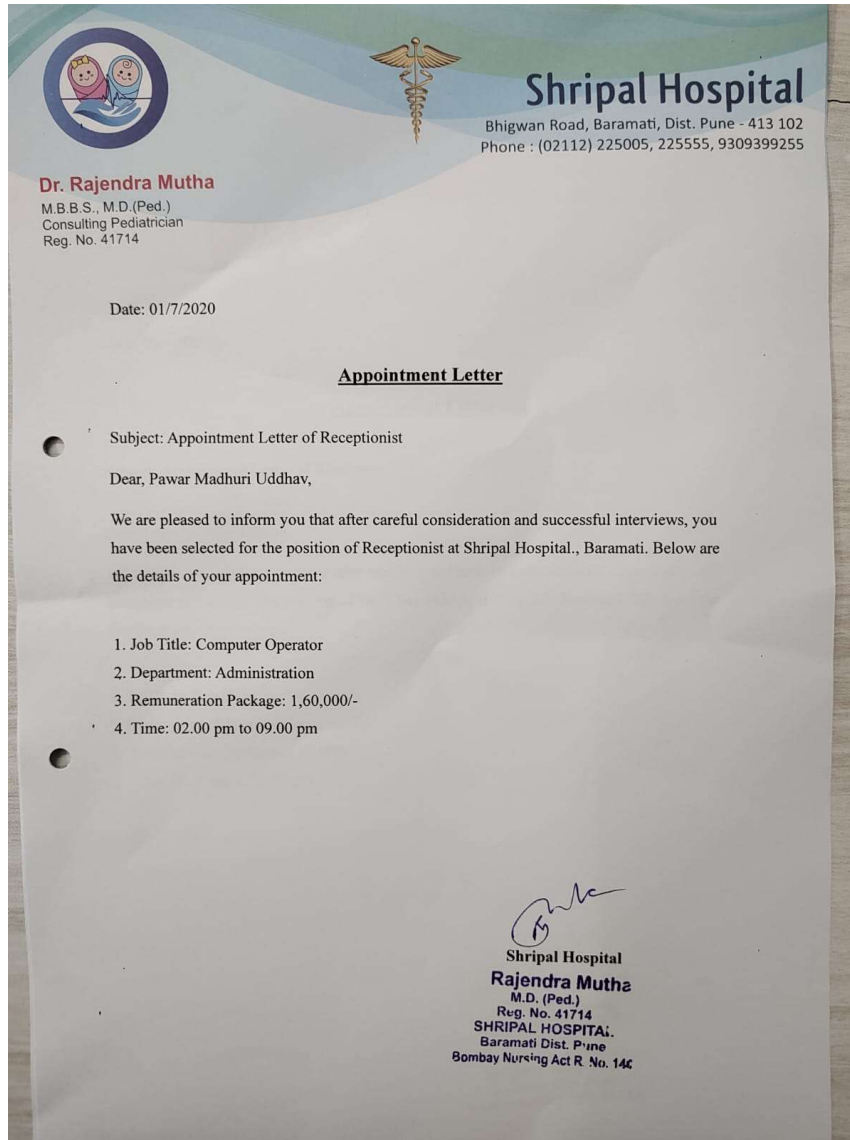 Shripal Hospital
Bhigwan Road, Baramati, Dist. Pune - 413 102
Phone : (02112) 225005, 225555, 9309399255
Dr. Rajendra Mutha
M.B.B.S., M.D.(Ped.)
Consulting Pediatrician
Reg. No. 41714
Date: 01/7/2020
Appointment Letter
Subject: Appointment Letter of Receptionist
Dear, Pawar Madhuri Uddhav,
We are pleased to inform you that after careful consideration and successful interviews, you
have been selected for the position of Receptionist at Shripal Hospital., Baramati. Below are
the details of your appointment:
1. Job Title: Computer Operator
2. Department: Administration
3. Remuneration Package: 1,60,000/-
4. Time: 02.00 pm to 09.00 pm
Shripal Hospital
Rajendra Mutha
M.D. (Ped.)
Reg. No. 41714
SHRIPAL HOSPITAL
Baramati Dist. Pune
Bombay Nursing Act R. No.